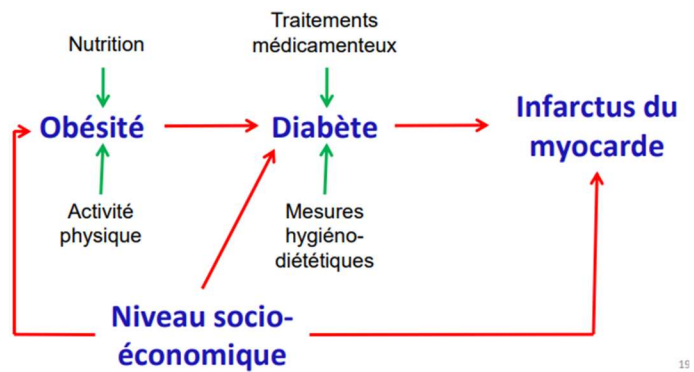 Traitements
médicamenteux
Nutrition
Obésité
Diabète
Infarctus du
myocarde
Activité
physique
Mesures
hygiéno-
diététiques
Niveau socio-
économique
19